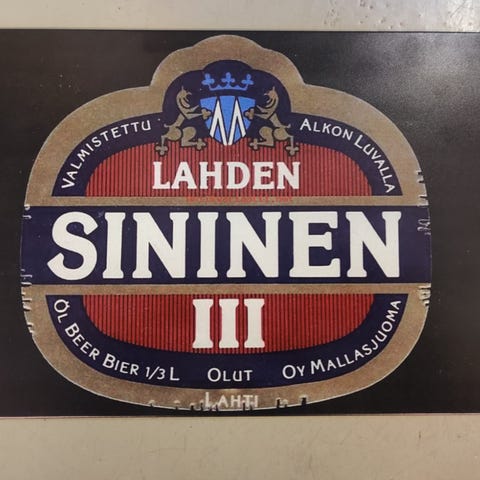 VALMISTETTU ALKON LUVALLA
LAHDEN
SININEN
III
ÖL BEER BIER 1/3 L OLUT OY MALLASJUOMA
LAHTI